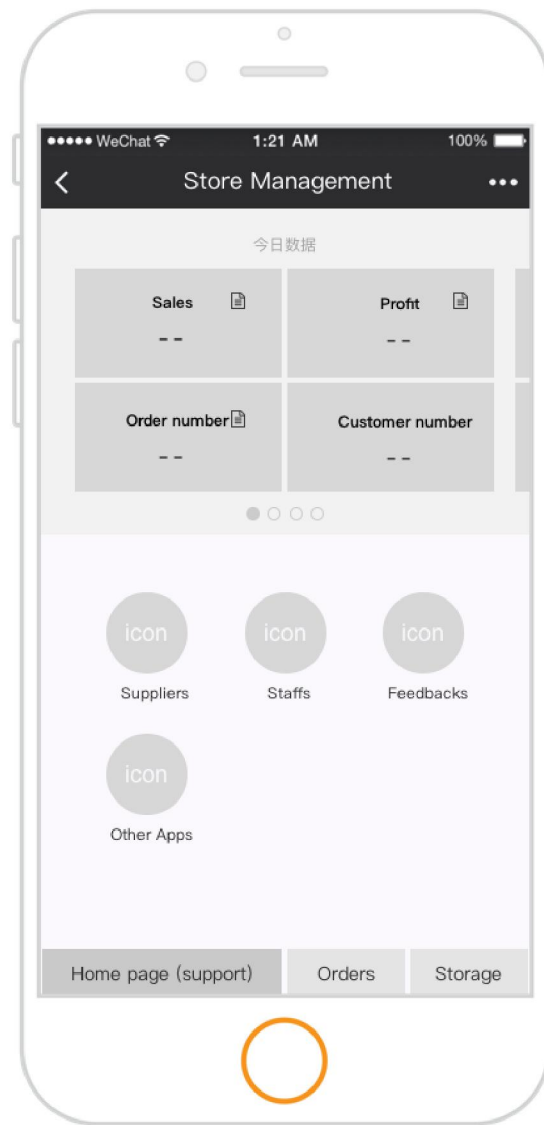 WeChat 1:21 AM 100%
Store Management
今日数据
Sales Profit
-- --
Order number Customer number
-- --
icon icon icon
Suppliers Staffs Feedbacks
icon
Other Apps
Home page (support) Orders Storage